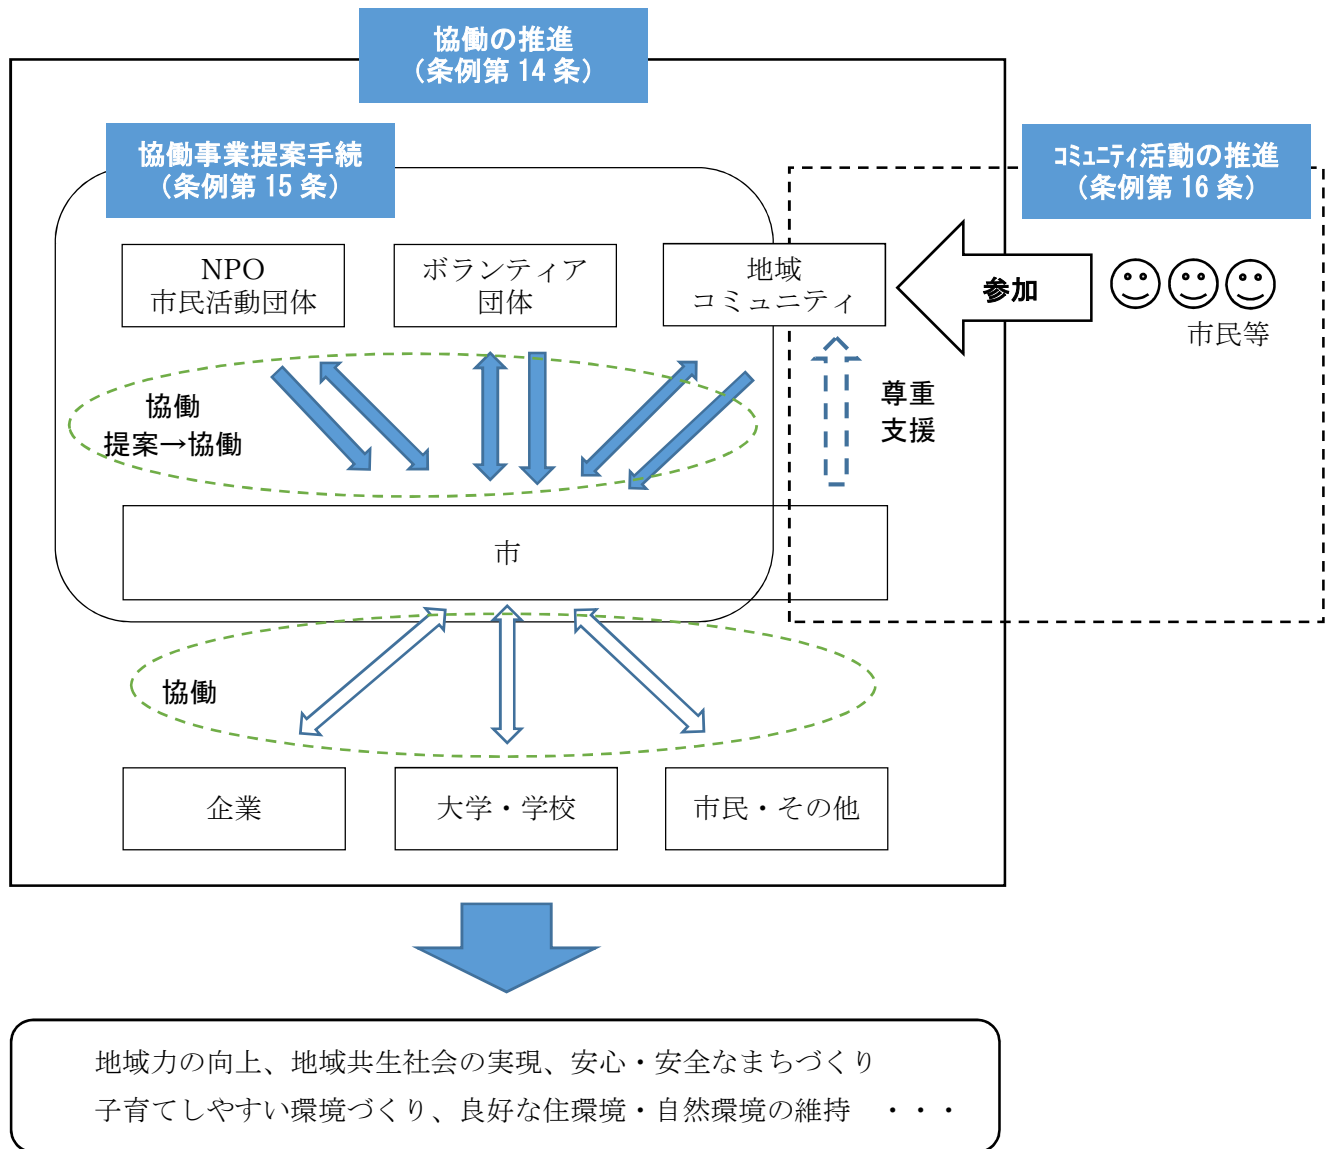 協働の推進
（条例第 14 条）
協働事業提案手続
（条例第 15 条）
ｺﾐｭﾆﾃｨ活動の推進
（条例第 16 条）
NPO
市民活動団体
ボランティア
団体
地域
コミュニティ
参加
市民等
協働
提案→協働
尊重
支援
市
協働
企業
大学・学校
市民・その他
地域力の向上、地域共生社会の実現、安心・安全なまちづくり
子育てしやすい環境づくり、良好な住環境・自然環境の維持　・・・